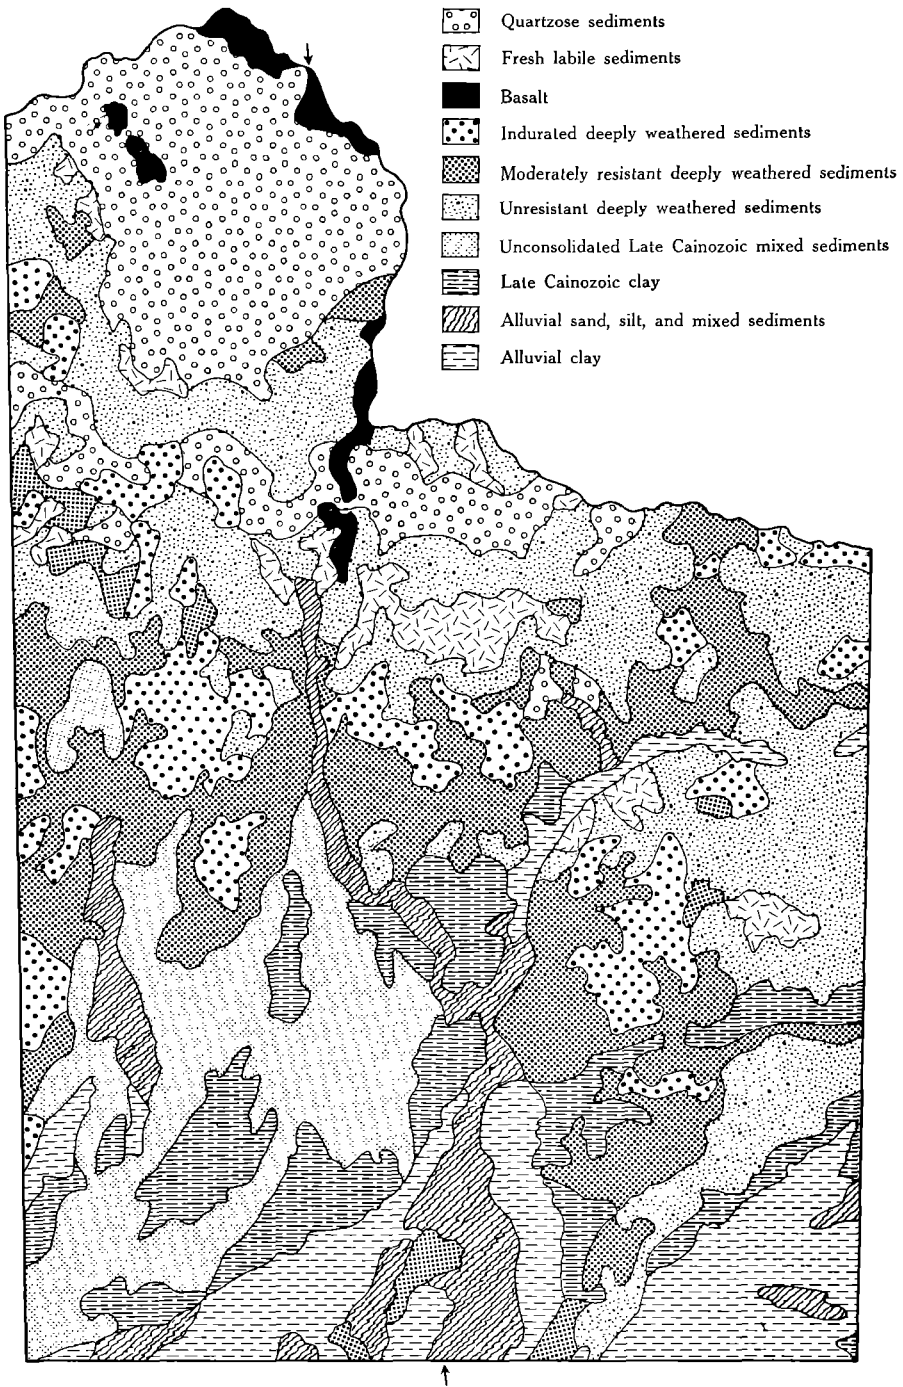 Quartzose sediments
Fresh labile sediments
Basalt
Indurated deeply weathered sediments
Moderately resistant deeply weathered sediments
Unresistant deeply weathered sediments
Unconsolidated Late Cainozoic mixed sediments
Late Cainozoic clay
Alluvial sand, silt, and mixed sediments
Alluvial clay